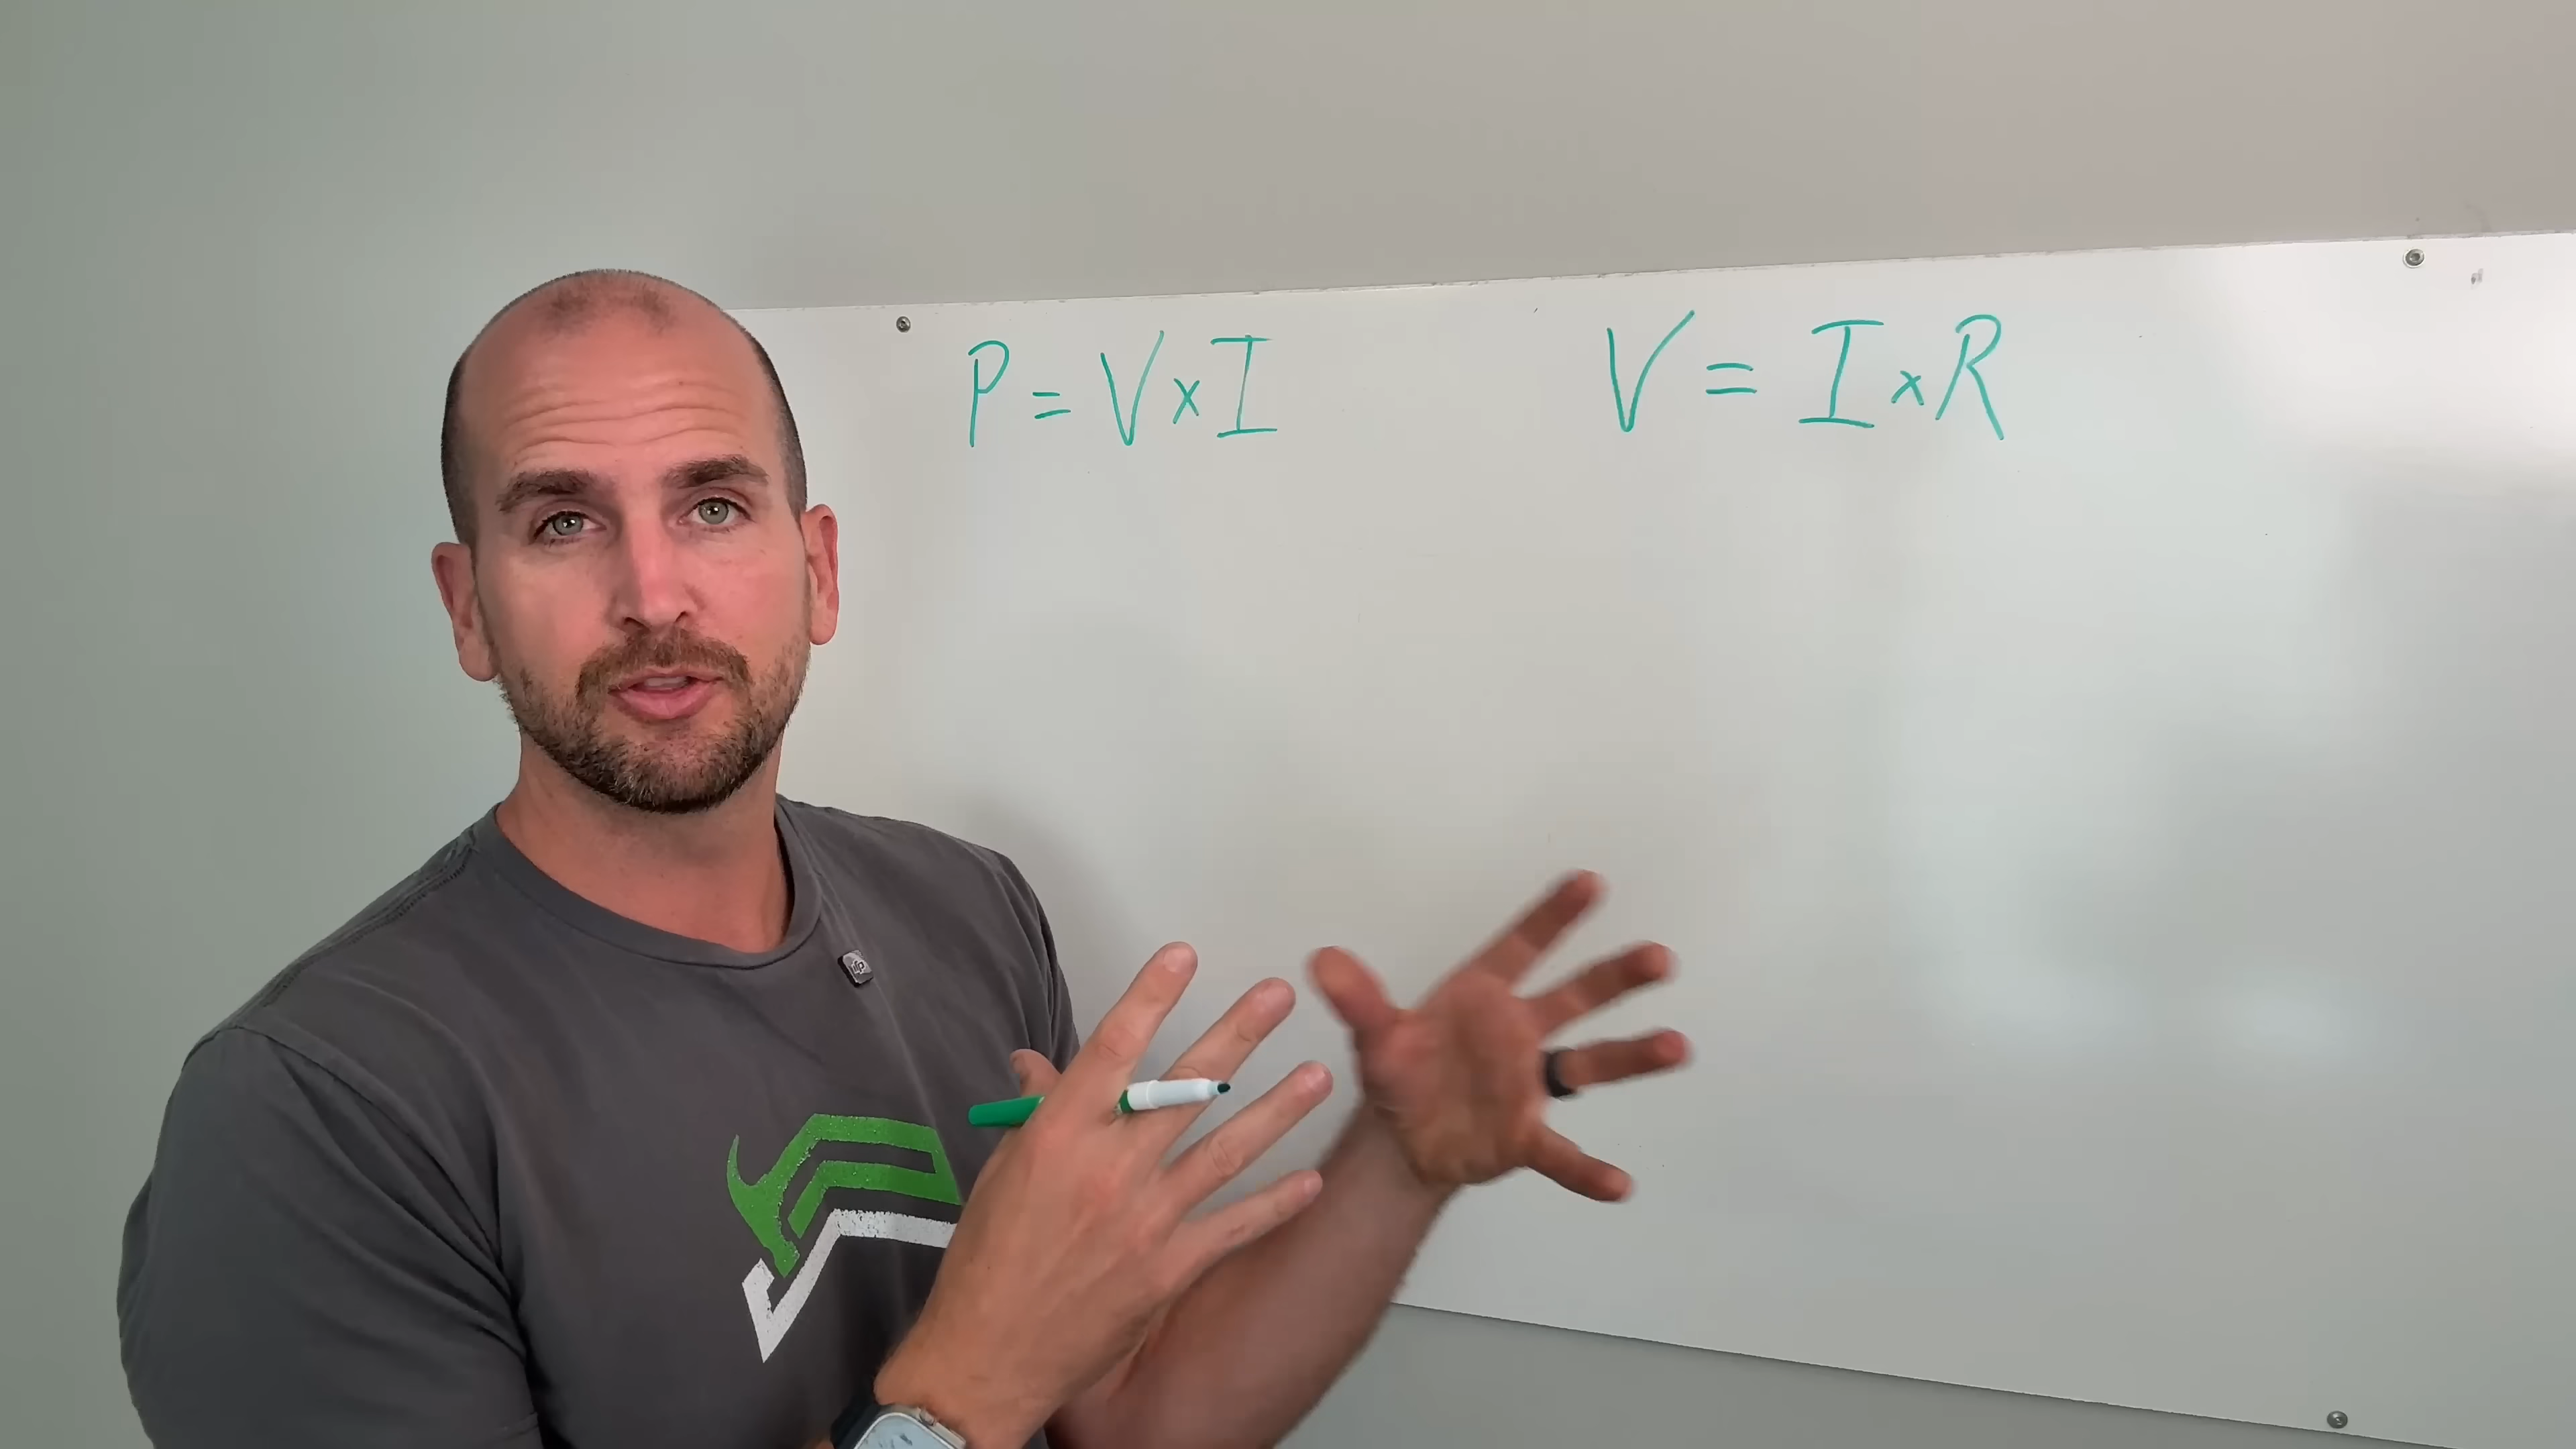 P = V x I
V = I x R